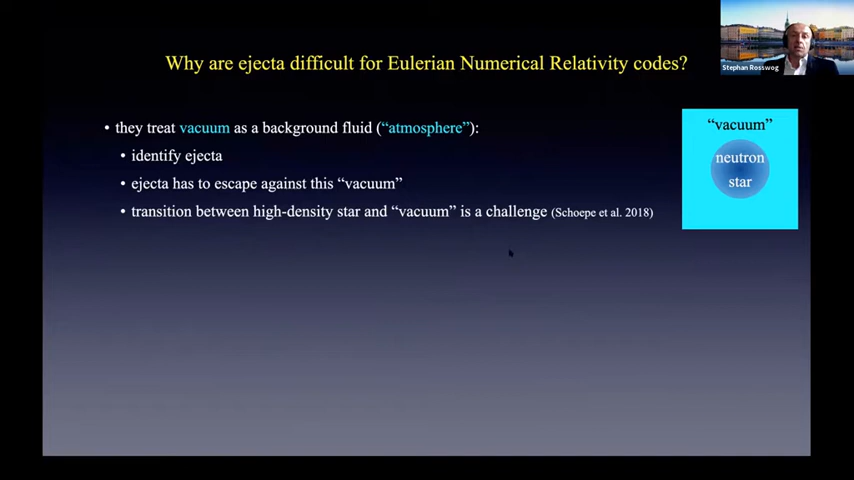 Stephan Rosswog
Why are ejecta difficult for Eulerian Numerical Relativity codes?
• they treat vacuum as a background fluid (“atmosphere”):
• identify ejecta
• ejecta has to escape against this “vacuum”
• transition between high-density star and “vacuum” is a challenge (Schoepe et al. 2018)
“vacuum”
neutron
star